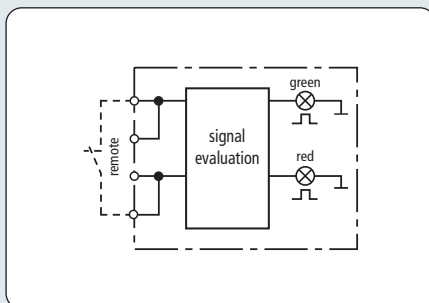 green
remote
signal
evaluation
red